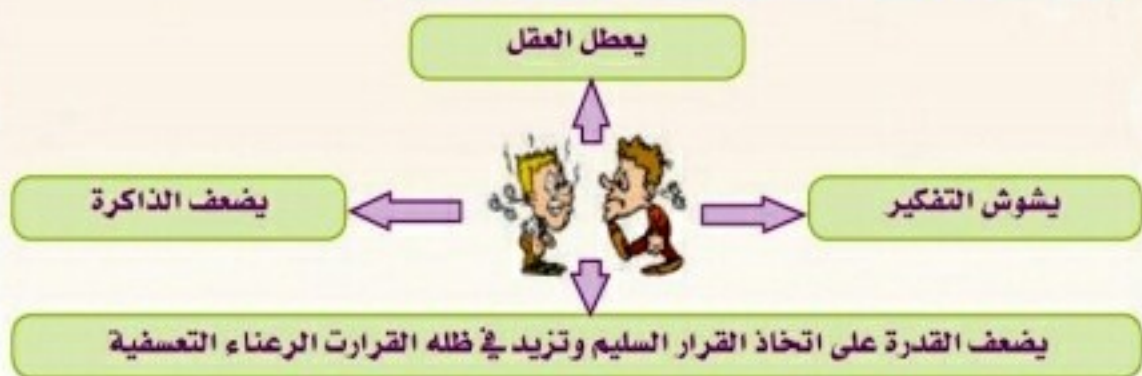 يعطل العقل
يشوش التفكير
يضعف الذاكرة
يضعف القدرة على اتخاذ القرار السليم وتزيد في ظله القرارت الرعناء التعسفية